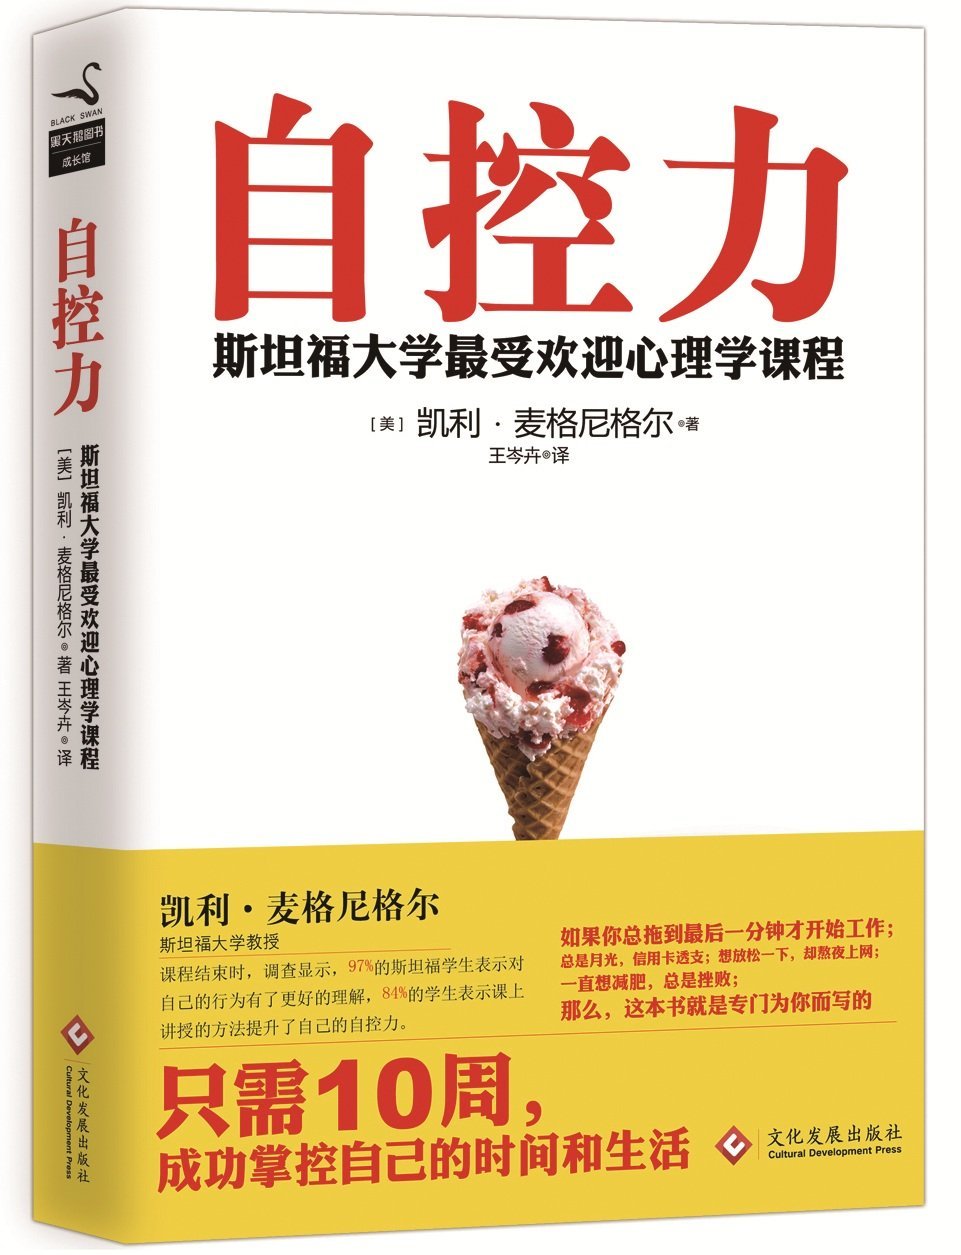 BLACK SWAN
黑天鹅图书
成长馆
自控力
斯坦福大学最受欢迎心理学课程
[美] 凯利·麦格尼格尔◎著 王岑卉◎译
文化发展出版社
Cultural Development Press
自控力
斯坦福大学最受欢迎心理学课程
[美] 凯利·麦格尼格尔◎著
王岑卉◎译
凯利·麦格尼格尔
斯坦福大学教授
课程结束时，调查显示，97%的斯坦福学生表示对
自己的行为有了更好的理解，84%的学生表示课上
讲授的方法提升了自己的自控力。
如果你总拖到最后一分钟才开始工作；
总是月光，信用卡透支；想放松一下，却熬夜上网；
一直想减肥，总是挫败；
那么，这本书就是专门为你而写的
只需10周，
成功掌控自己的时间和生活
文化发展出版社
Cultural Development Press